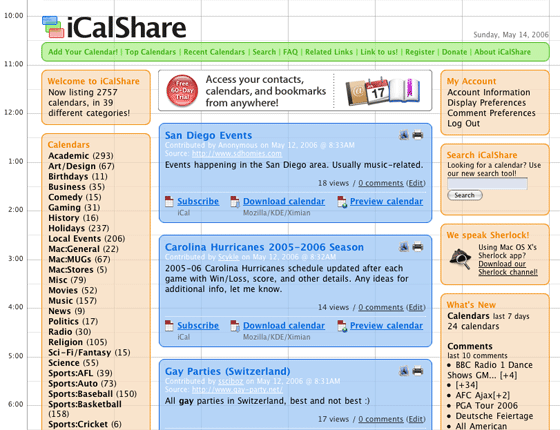 10:00
iCalShare
Sunday, May 14, 2006
Add Your Calendar! | Top Calendars | Recent Calendars | Search | FAQ | Related Links | Link to us! | Register | Donate | About iCalShare
11:00
Welcome to iCalShare
Now listing 2757
calendars, in 39
different categories!
Free
60-Day
Trial!
Access your contacts,
calendars, and bookmarks
from anywhere!
17
My Account
Account Information
Display Preferences
Comment Preferences
Log Out
12:00
Calendars
Academic (293)
Art/Design (67)
Birthdays (11)
Business (35)
Comedy (15)
Gaming (31)
History (16)
Holidays (237)
Local Events (206)
Mac:General (22)
Mac:MUGs (67)
Mac:Stores (5)
Misc (79)
Movies (52)
Music (157)
News (9)
Politics (17)
Radio (30)
Religion (105)
Sci-Fi/Fantasy (15)
Science (55)
Sports:AFL (39)
Sports:Auto (73)
Sports:Baseball (150)
Sports:Basketball
(158)
Sports:Cricket (6)
1:00
2:00
3:00
4:00
5:00
6:00
San Diego Events
Contributed by Anonymous on May 12, 2006 @ 8:33AM
Source: http://www.sdhomies.com
Events happening in the San Diego area. Usually music-related.
18 views / 0 comments (Edit)
Subscribe
iCal
Download calendar
Mozilla/KDE/Ximian
Preview calendar
Carolina Hurricanes 2005-2006 Season
Contributed by Scykle on May 12, 2006 @ 8:32AM
2005-06 Carolina Hurricanes schedule updated after each
game with Win/Loss, score, and other details. Any ideas for
additional info, let me know.
14 views / 0 comments (Edit)
Subscribe
iCal
Download calendar
Mozilla/KDE/Ximian
Preview calendar
Gay Parties (Switzerland)
Contributed by on May 12, 2006 @ 8:31AM
Source: http://www.gay-party.net/
All gay parties in Switzerland, best and not best :)
17 views / 0 comments (Edit)
Search iCalShare
Looking for a calendar? Use
our new search tool!
Search
We speak Sherlock!
Using Mac OS X's
Sherlock app?
Download our
Sherlock channel!
What's New
Calendars last 7 days
24 calendars
Comments
last 10 comments
• BBC Radio 1 Dance
Shows GM... [+4]
• [+34]
• AFC Ajax[+2]
• PGA Tour 2006
• Deutsche Feiertage
• All American